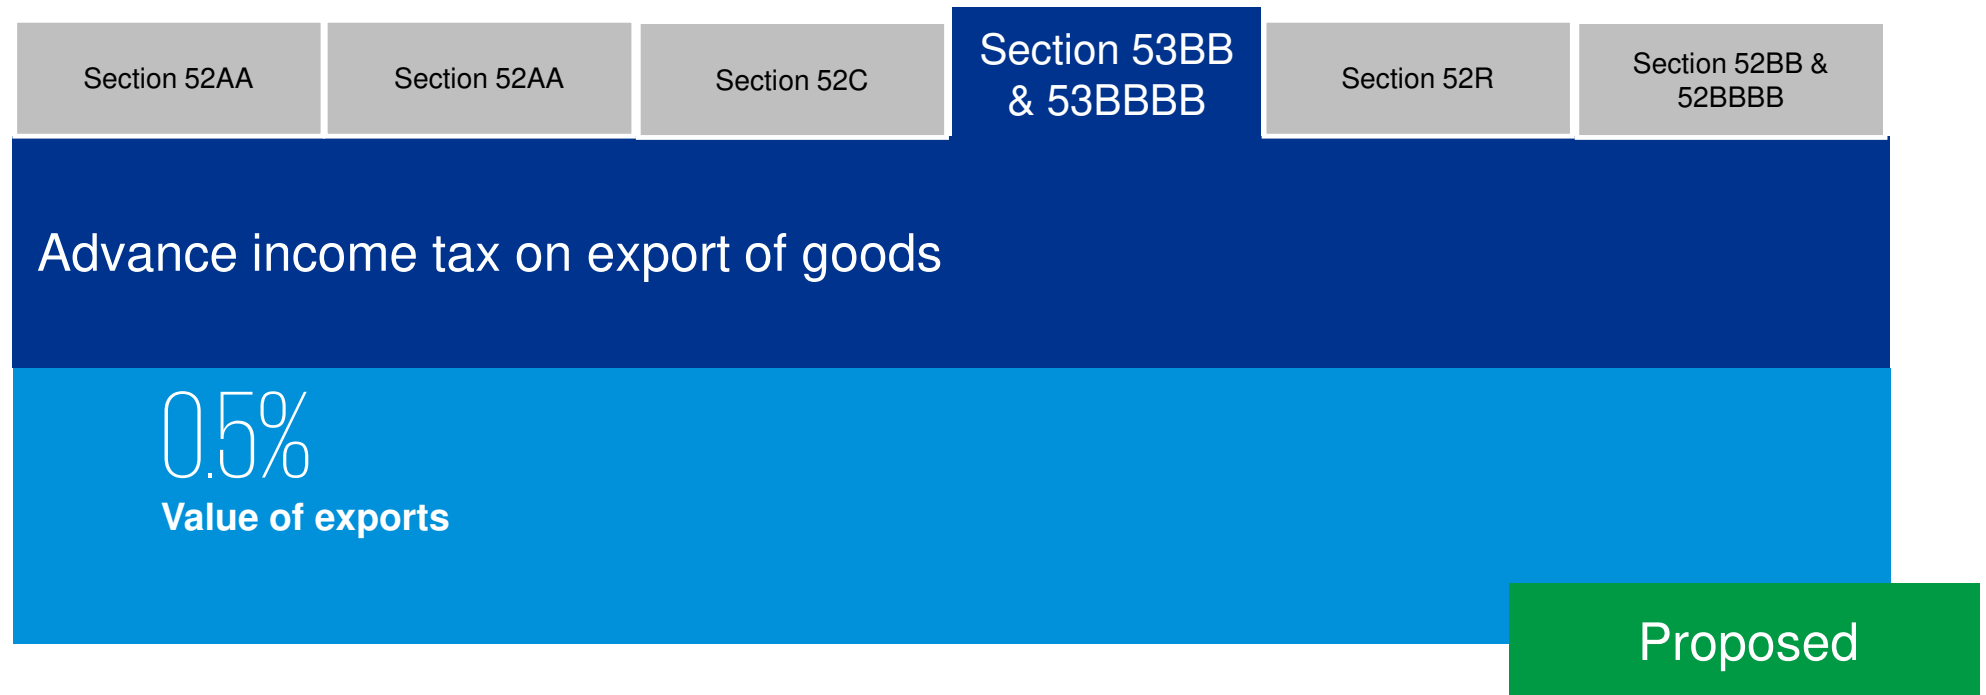 Section 52AA
Section 52AA
Section 52C
Section 53BB
& 53BBBB
Section 52R
Section 52BB &
52BBBB
Advance income tax on export of goods
0.5%
Value of exports
Proposed